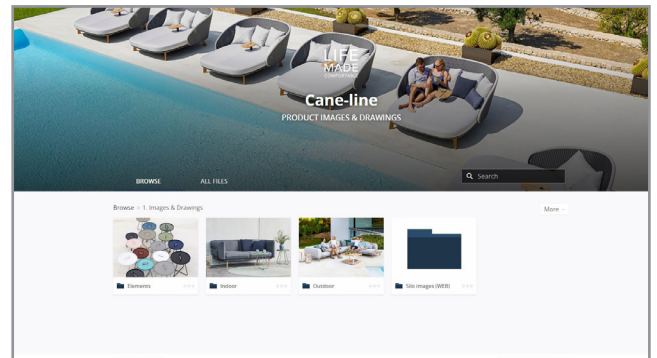 LIFE
MADE
COMFORTABLE
Cane-line
PRODUCT IMAGES & DRAWINGS
BROWSE
ALL FILES
Search
Browse > 1. Images & Drawings
More
Elements
Indoor
Outdoor
Silo images (WEB)